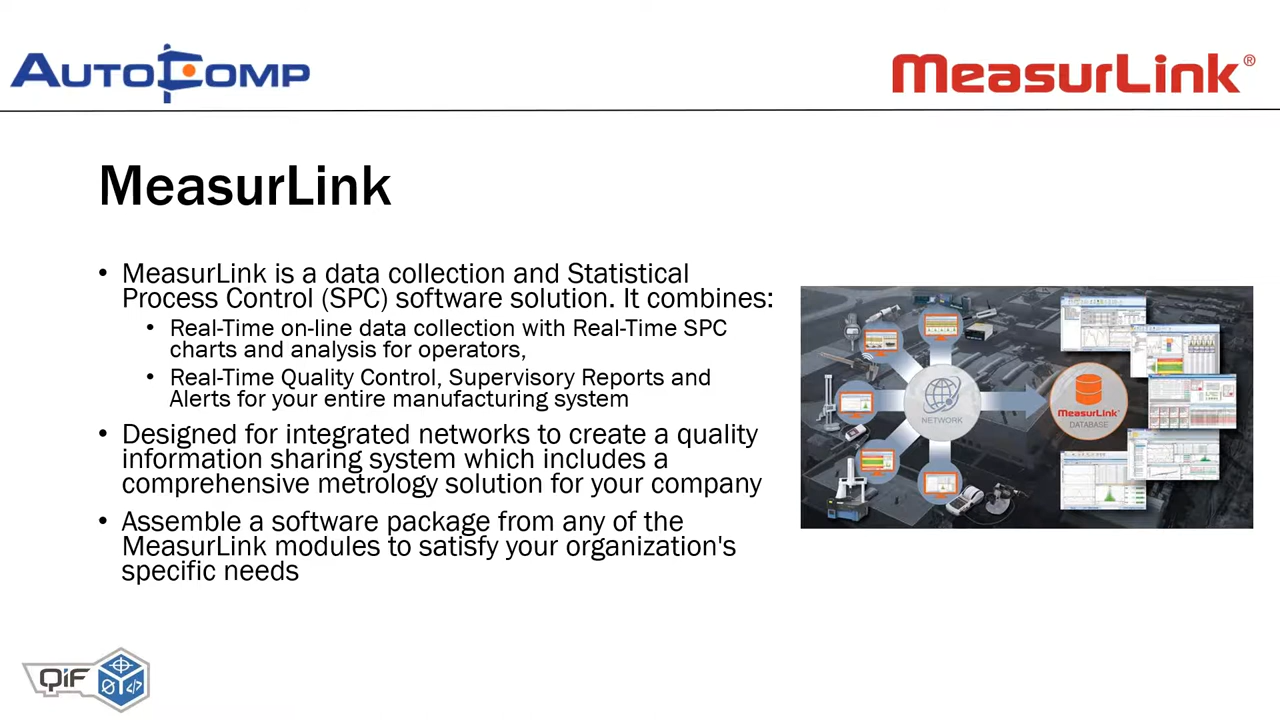 AUTOCOMP
MeasurLink®
MeasurLink
• MeasurLink is a data collection and Statistical
Process Control (SPC) software solution. It combines:
• Real-Time on-line data collection with Real-Time SPC
charts and analysis for operators,
• Real-Time Quality Control, Supervisory Reports and
Alerts for your entire manufacturing system
• Designed for integrated networks to create a quality
information sharing system which includes a
comprehensive metrology solution for your company
• Assemble a software package from any of the
MeasurLink modules to satisfy your organization's
specific needs
NETWORK
MeasurLink®
DATABASE
QiF